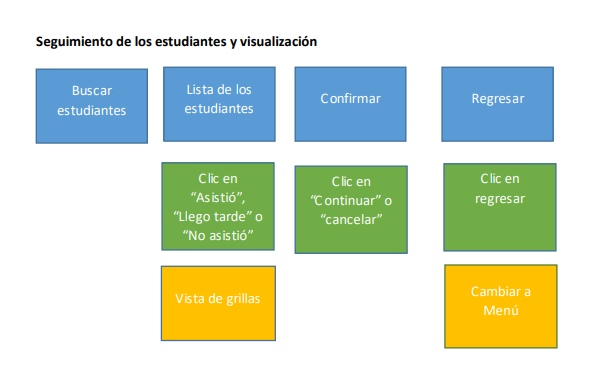 Seguimiento de los estudiantes y visualización
Buscar
estudiantes
Lista de los
estudiantes
Confirmar
Regresar
Clic en
“Asistió”,
“Llego tarde” o
“No asistió”
Clic en
“Continuar” o
“cancelar”
Clic en
regresar
Vista de grillas
Cambiar a
Menú